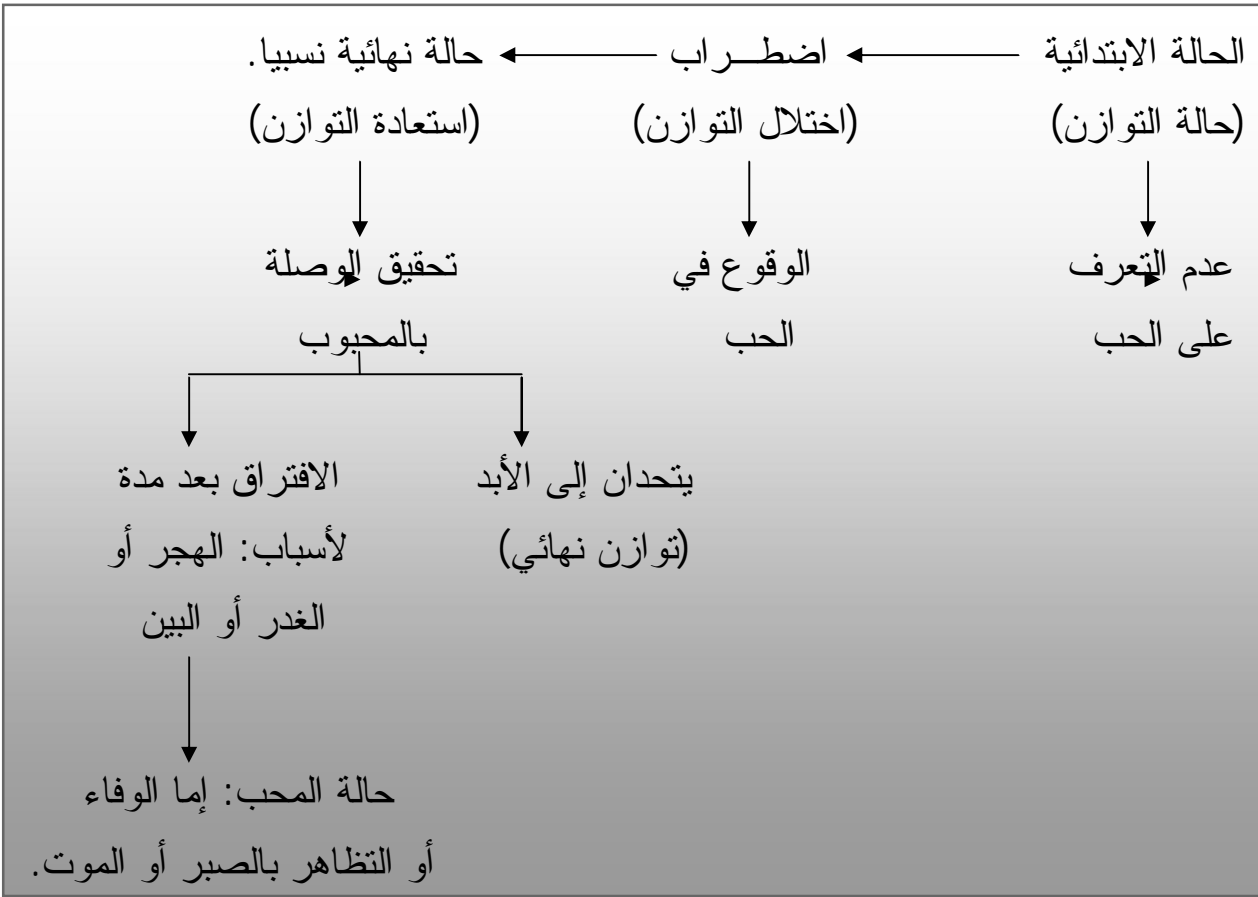 الحالة الابتدائية
اضطـــراب
حالة نهائية نسبيا.
(حالة التوازن)
(اختلال التوازن)
(استعادة التوازن)
عدم التعرف
على الحب
الوقوع في
الحب
تحقيق الوصلة
بالمحبوب
يتحدان إلى الأبد
(توازن نهائي)
الافتراق بعد مدة
لأسباب: الهجر أو
الغدر أو البين
حالة المحب: إما الوفاء
أو التظاهر بالصبر أو الموت.